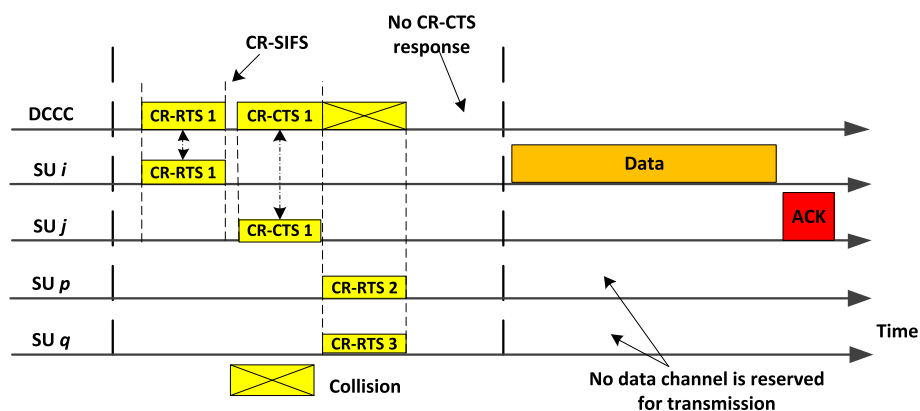 No CR-CTS
response
CR-SIFS
DCCC
CR-RTS 1
CR-CTS 1
SU i
CR-RTS 1
Data
SU j
CR-CTS 1
ACK
SU p
CR-RTS 2
SU q
CR-RTS 3
Time
Collision
No data channel is reserved
for transmission